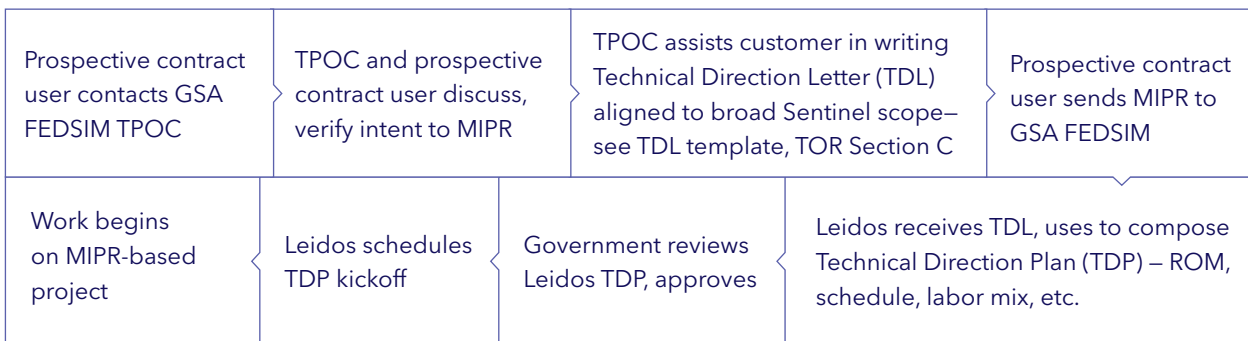 Prospective contract
user contacts GSA
FEDSIM TPOC
TPOC and prospective
contract user discuss,
verify intent to MIPR
TPOC assists customer in writing
Technical Direction Letter (TDL)
aligned to broad Sentinel scope—
see TDL template, TOR Section C
Prospective contract
user sends MIPR to
GSA FEDSIM
Leidos receives TDL, uses to compose
Technical Direction Plan (TDP) — ROM,
schedule, labor mix, etc.
Government reviews
Leidos TDP, approves
Leidos schedules
TDP kickoff
Work begins
on MIPR-based
project